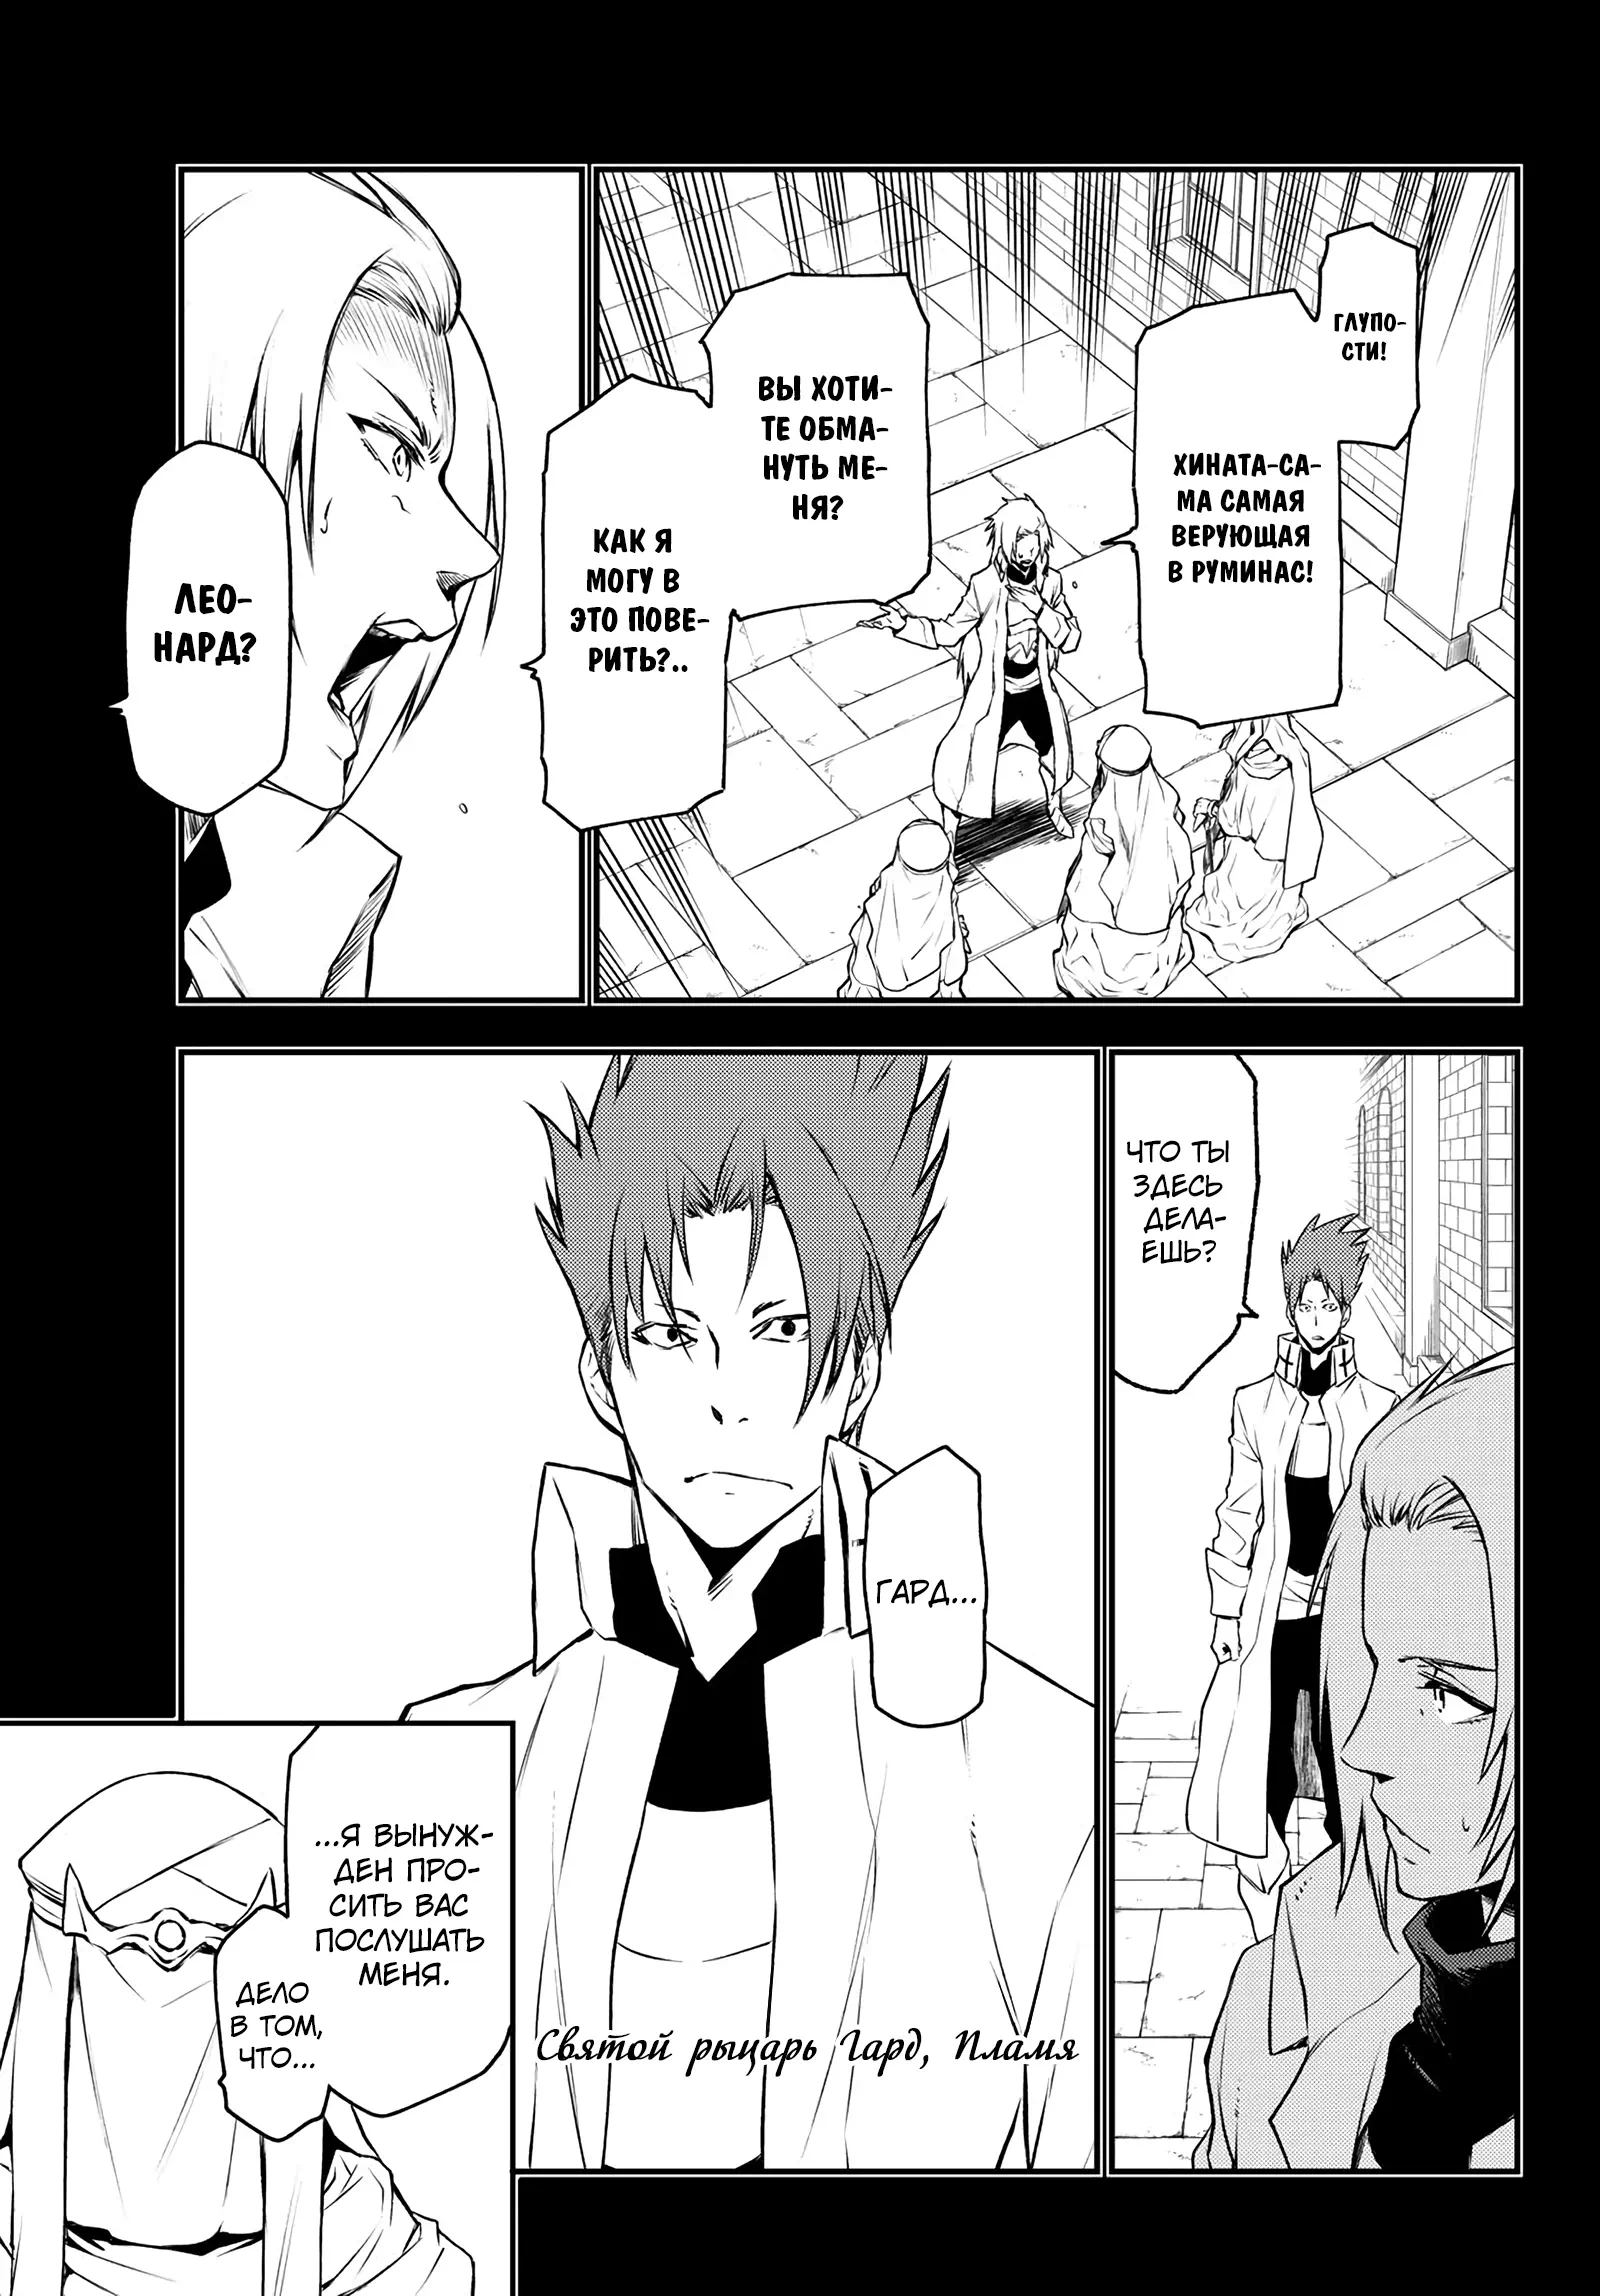 ГЛУПО-
СТИ!
ХИНАТА-СА-
МА САМАЯ
ВЕРУЮЩАЯ
В РУМИНАС!
ВЫ ХОТИ-
ТЕ ОБМА-
НУТЬ МЕ-
НЯ?
КАК Я
МОГУ В
ЭТО ПОВЕ-
РИТЬ?..
ЛЕО-
НАРД?
ЧТО ТЫ
ЗДЕСЬ
ДЕЛА-
ЕШЬ?
ГАРД...
Святой рыцарь Гард, Пламя
...Я ВЫНУЖ-
ДЕН ПРО-
СИТЬ ВАС
ПОСЛУШАТЬ
МЕНЯ.
ДЕЛО
В ТОМ,
ЧТО...